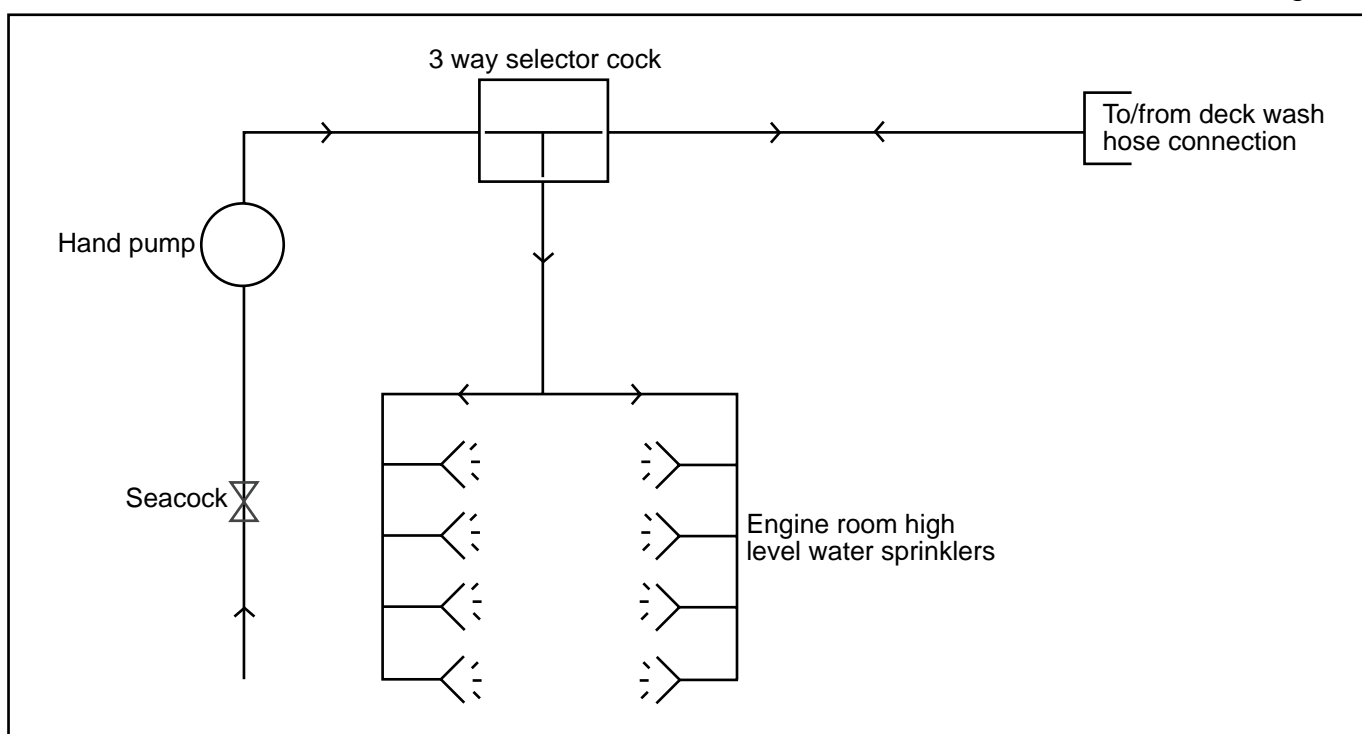 3 way selector cock
To/from deck wash
hose connection
Hand pump
Seacock
Engine room high
level water sprinklers